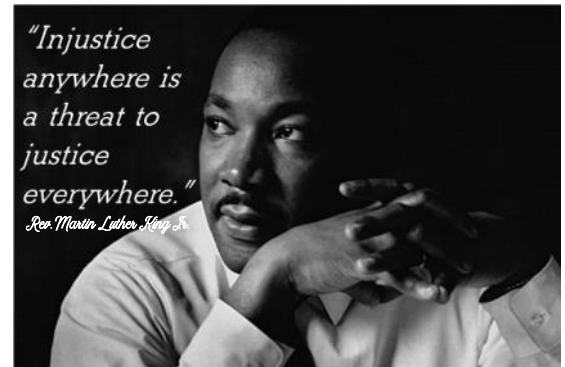 “Injustice
anywhere is
a threat to
justice
everywhere.”
Rev. Martin Luther King Jr.